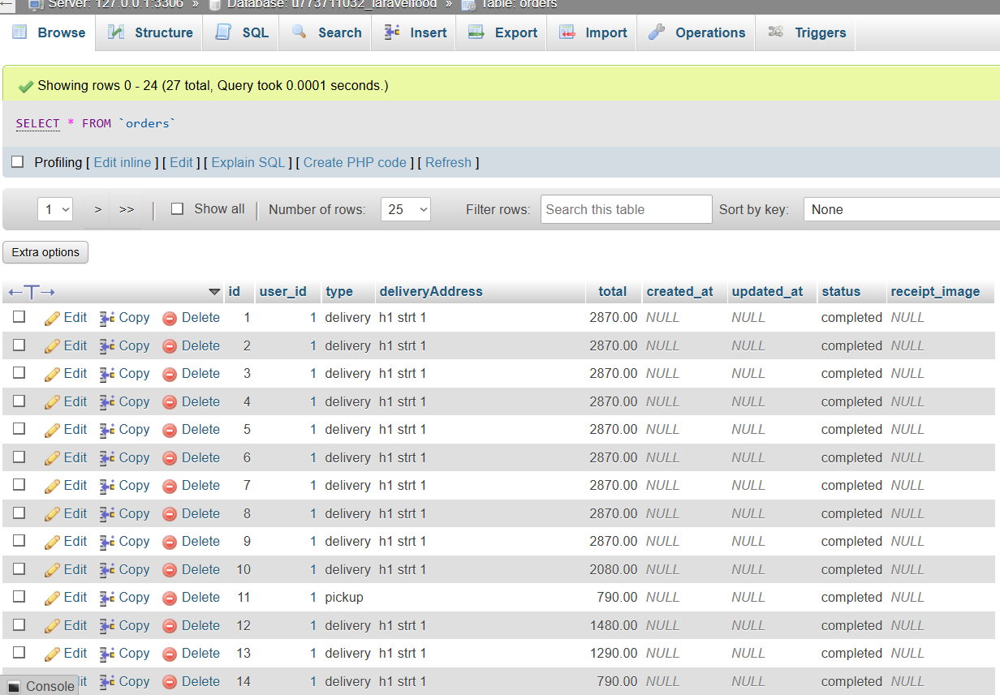 Server: 127.0.0.1:3306 » Database: u773711032_laravelfood » Table: orders
Browse Structure SQL Search Insert Export Import Operations Triggers
Showing rows 0 - 24 (27 total, Query took 0.0001 seconds.)
SELECT * FROM `orders`
Profiling [ Edit inline ] [ Edit ] [ Explain SQL ] [ Create PHP code ] [ Refresh ]
1 > >> | Show all | Number of rows: 25 Filter rows: Search this table Sort by key: None
Extra options
←T→ id user_id type deliveryAddress total created_at updated_at status receipt_image
Edit Copy Delete 1 1 delivery h1 strt 1 2870.00 NULL NULL completed NULL
Edit Copy Delete 2 1 delivery h1 strt 1 2870.00 NULL NULL completed NULL
Edit Copy Delete 3 1 delivery h1 strt 1 2870.00 NULL NULL completed NULL
Edit Copy Delete 4 1 delivery h1 strt 1 2870.00 NULL NULL completed NULL
Edit Copy Delete 5 1 delivery h1 strt 1 2870.00 NULL NULL completed NULL
Edit Copy Delete 6 1 delivery h1 strt 1 2870.00 NULL NULL completed NULL
Edit Copy Delete 7 1 delivery h1 strt 1 2870.00 NULL NULL completed NULL
Edit Copy Delete 8 1 delivery h1 strt 1 2870.00 NULL NULL completed NULL
Edit Copy Delete 9 1 delivery h1 strt 1 2870.00 NULL NULL completed NULL
Edit Copy Delete 10 1 delivery h1 strt 1 2080.00 NULL NULL completed NULL
Edit Copy Delete 11 1 pickup 790.00 NULL NULL completed NULL
Edit Copy Delete 12 1 delivery h1 strt 1 1480.00 NULL NULL completed NULL
Edit Copy Delete 13 1 delivery h1 strt 1 1290.00 NULL NULL completed NULL
it Copy Delete 14 1 delivery h1 strt 1 790.00 NULL NULL completed NULL
Console